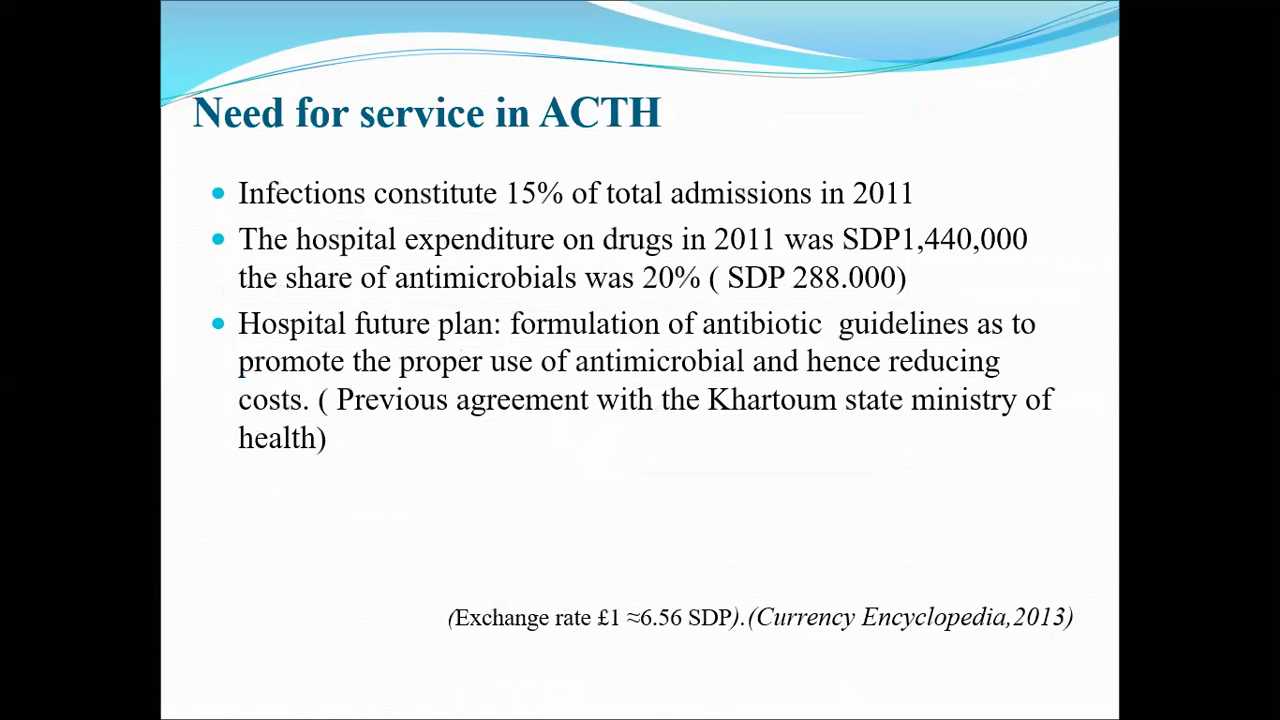 Need for service in ACTH
Infections constitute 15% of total admissions in 2011
The hospital expenditure on drugs in 2011 was SDP1,440,000
the share of antimicrobials was 20% ( SDP 288.000)
Hospital future plan: formulation of antibiotic  guidelines as to
promote the proper use of antimicrobial and hence reducing
costs. ( Previous agreement with the Khartoum state ministry of
health)
(Exchange rate £1 ≈6.56 SDP).(Currency Encyclopedia,2013)